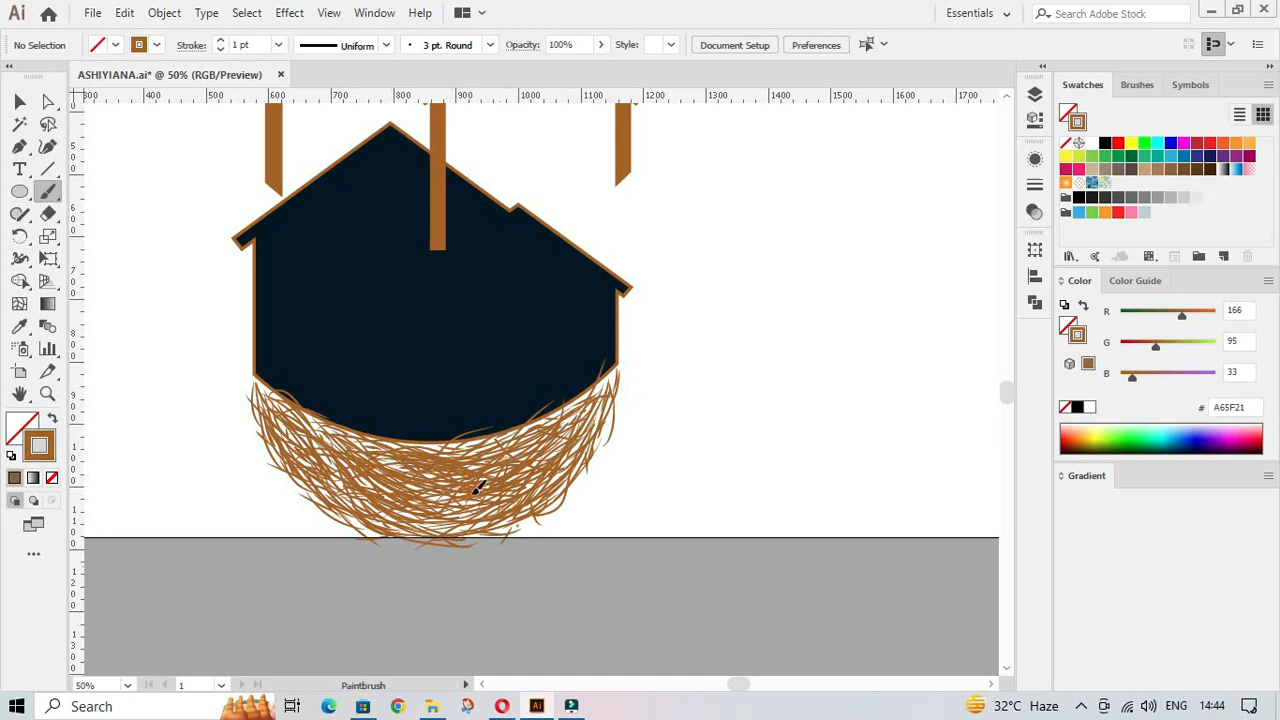 Ai File Edit Object Type Select Effect View Window Help Essentials Search Adobe Stock
No Selection Stroke: 1 pt Uniform 3 pt. Round Opacity: 100% Style: Document Setup Preferences
ASHIYIANA.ai* @ 50% (RGB/Preview)
300 400 500 600 700 800 900 1000 1100 1200 1300 1400 1500 1600 1700
Swatches Brushes Symbols
Color Color Guide
R 166
G 95
B 33
# A65F21
Gradient
50% 1 Paintbrush
Search Ai 32°C Haze ENG 14:44